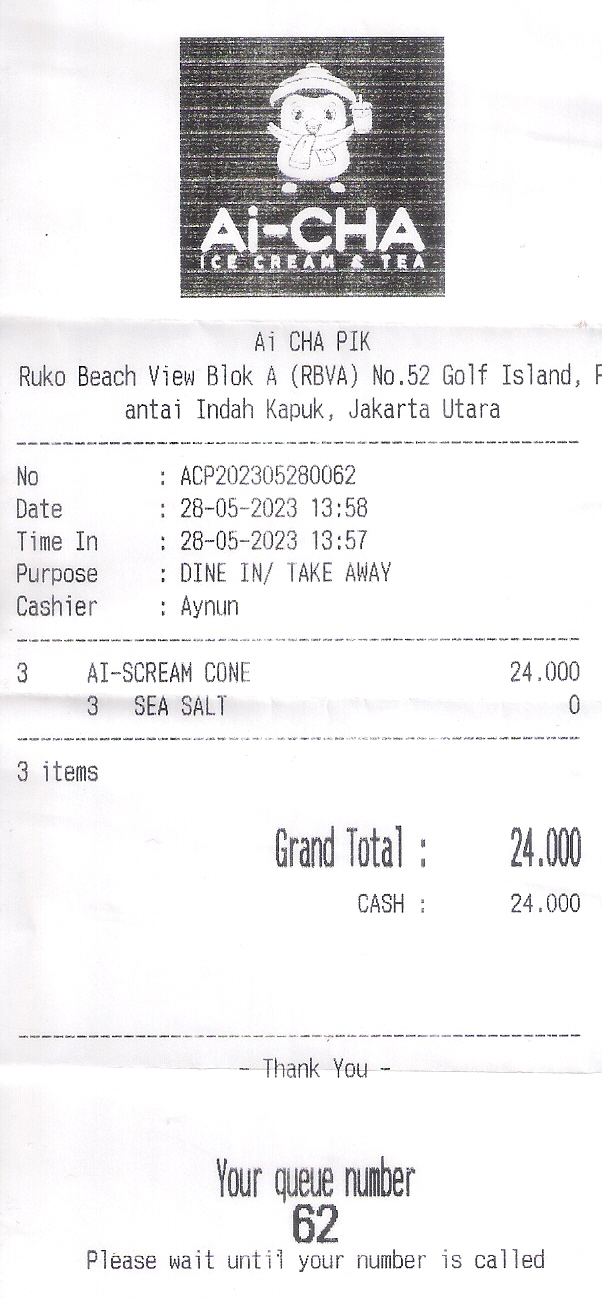 Ai-CHA
ICE CREAM & TEA
Ai CHA PIK
Ruko Beach View Blok A (RBVA) No.52 Golf Island, P
antai Indah Kapuk, Jakarta Utara
No : ACP202305280062
Date : 28-05-2023 13:58
Time In : 28-05-2023 13:57
Purpose : DINE IN/ TAKE AWAY
Cashier : Aynun
3 AI-SCREAM CONE 24.000
3 SEA SALT 0
3 items
Grand Total : 24.000
CASH : 24.000
- Thank You -
Your queue number
62
Please wait until your number is called